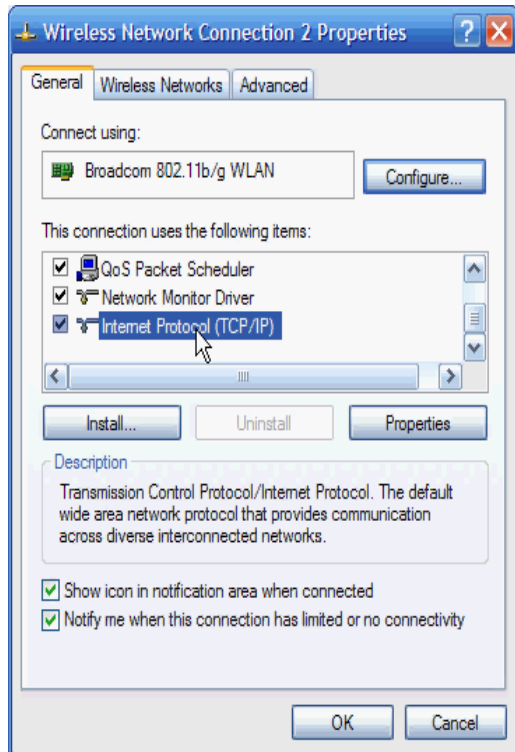 Wireless Network Connection 2 Properties
General Wireless Networks Advanced
Connect using:
Broadcom 802.11b/g WLAN
Configure...
This connection uses the following items:
QoS Packet Scheduler
Network Monitor Driver
Internet Protocol (TCP/IP)
Install... Uninstall Properties
Description
Transmission Control Protocol/Internet Protocol. The default
wide area network protocol that provides communication
across diverse interconnected networks.
Show icon in notification area when connected
Notify me when this connection has limited or no connectivity
OK Cancel